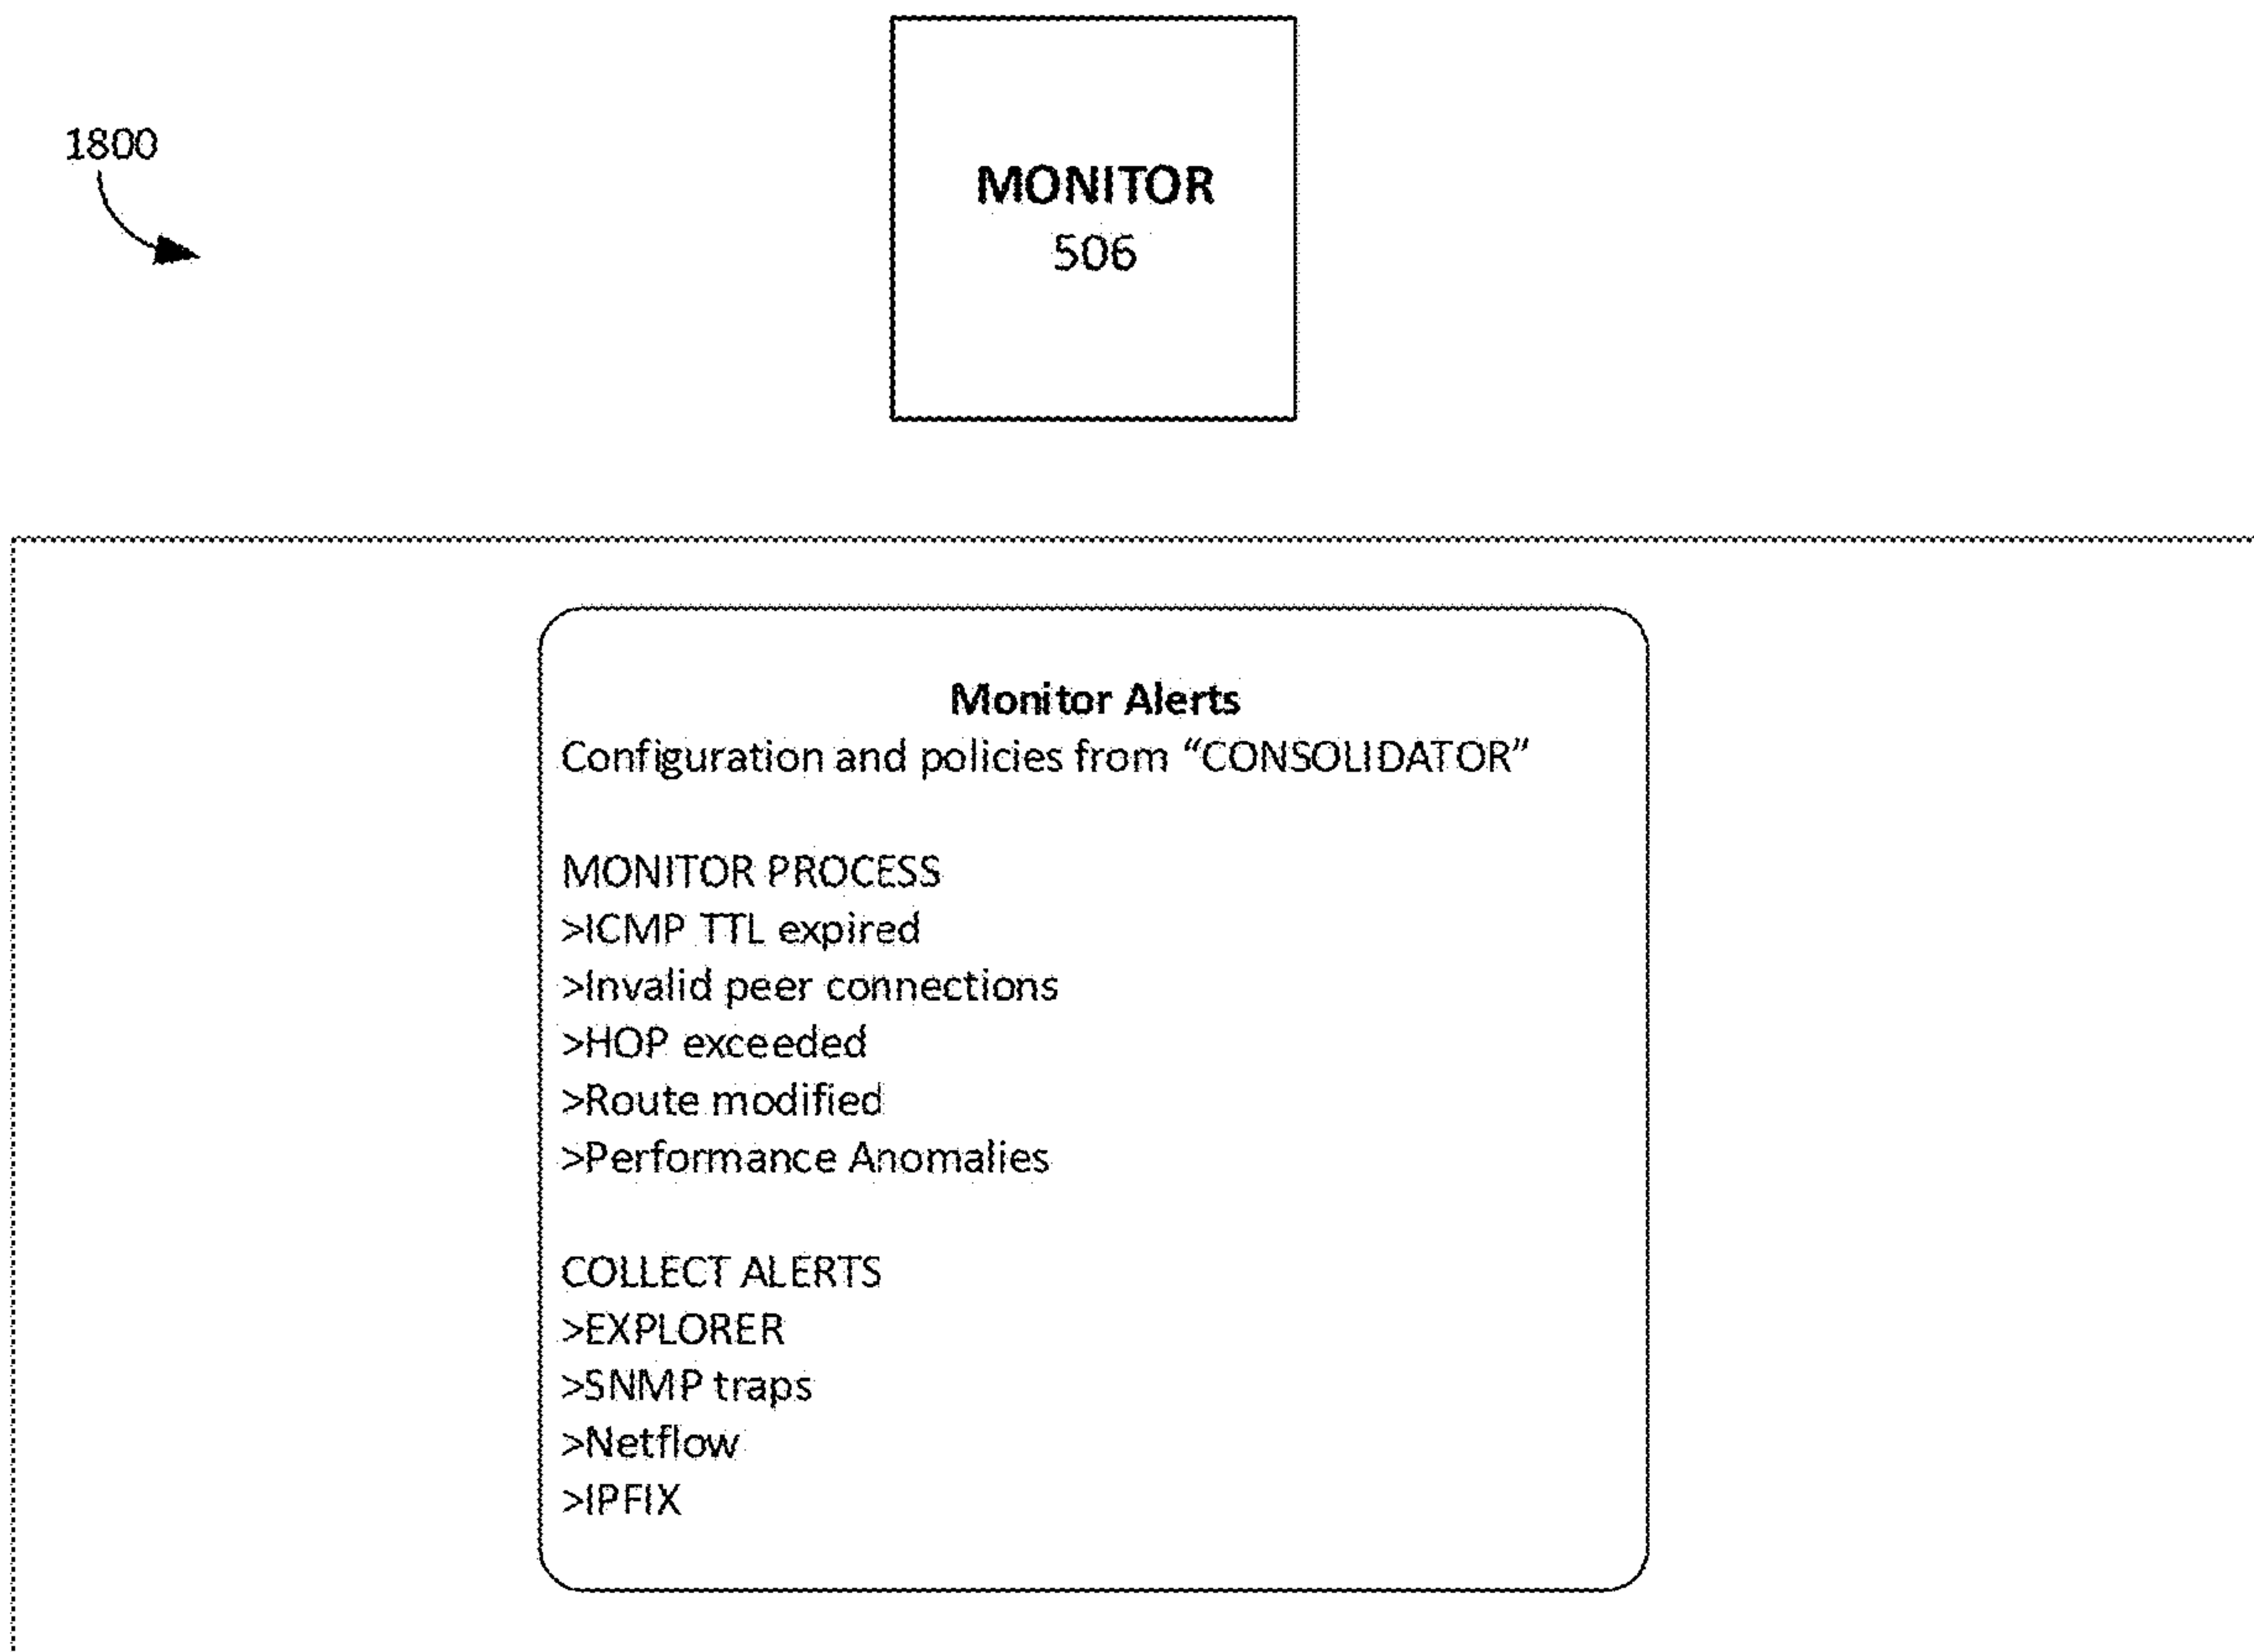 1800
MONITOR
506
Monitor Alerts
Configuration and policies from “CONSOLIDATOR”
MONITOR PROCESS
>ICMP TTL expired
>Invalid peer connections
>HOP exceeded
>Route modified
>Performance Anomalies
COLLECT ALERTS
>EXPLORER
>SNMP traps
>Netflow
>IPFIX